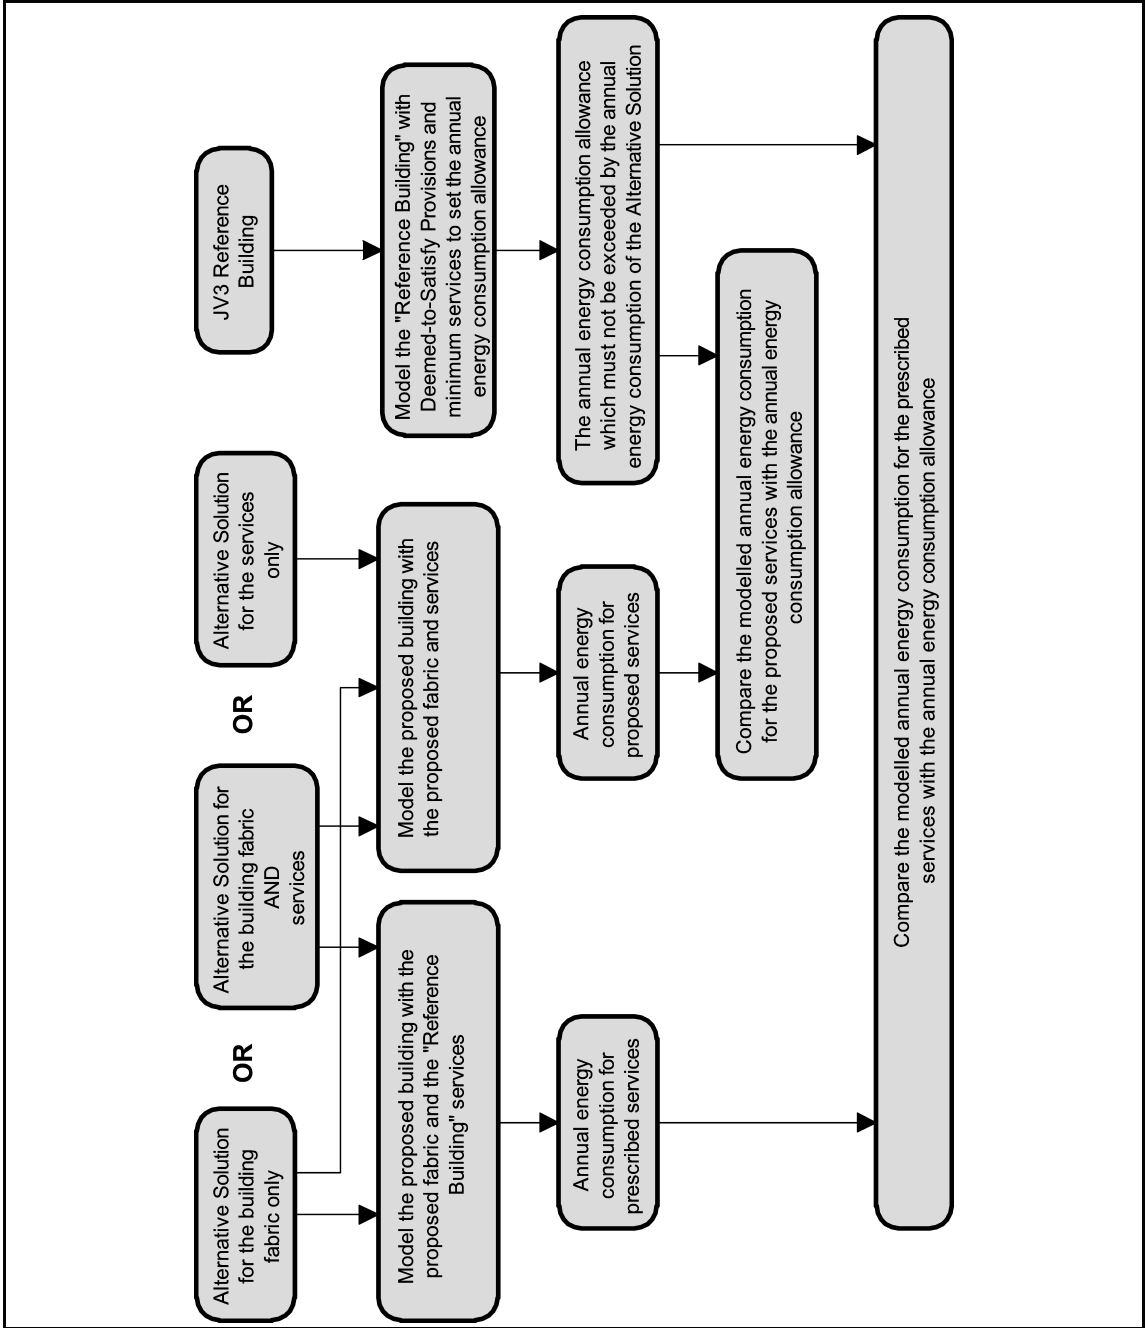 Alternative Solution
for the building
fabric only
OR
Alternative Solution for
the building fabric
AND
services
OR
Alternative Solution
for the services
only
JV3 Reference
Building
Model the proposed building with the
proposed fabric and the "Reference
Building" services
Model the proposed building with
the proposed fabric and services
Model the "Reference Building" with
Deemed-to-Satisfy Provisions and
minimum services to set the annual
energy consumption allowance
Annual energy
consumption for
prescribed services
Annual energy
consumption for
proposed services
The annual energy consumption allowance
which must not be exceeded by the annual
energy consumption of the Alternative Solution
Compare the modelled annual energy consumption
for the proposed services with the annual energy
consumption allowance
Compare the modelled annual energy consumption for the prescribed
services with the annual energy consumption allowance